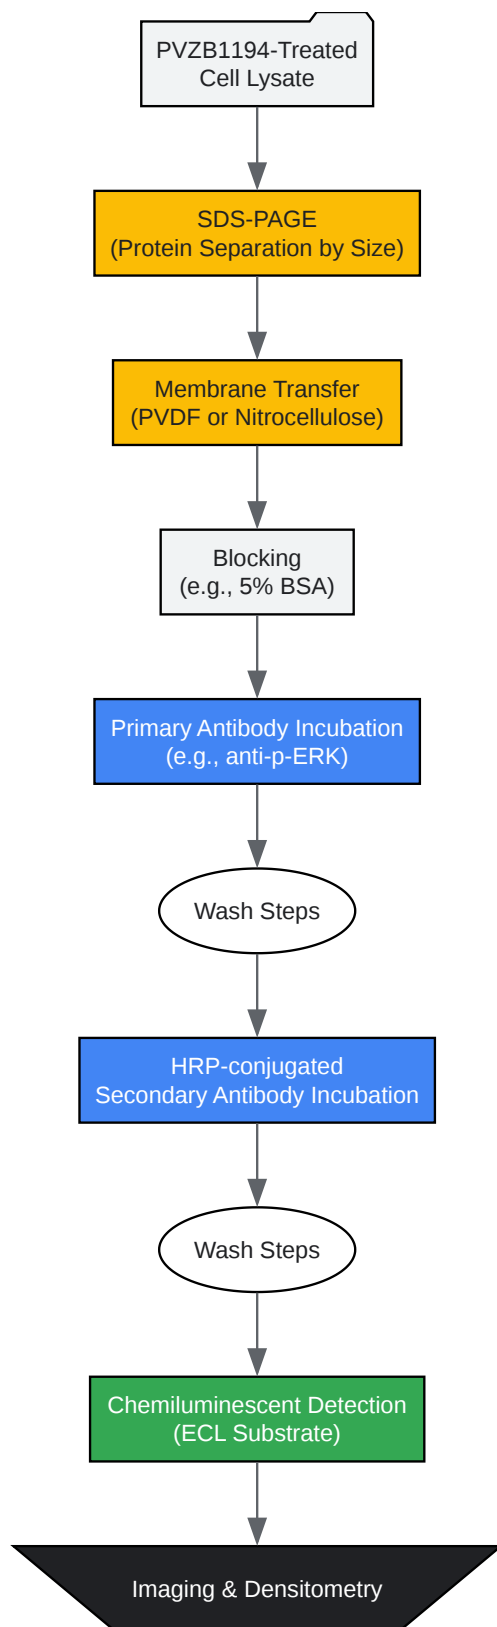 PVZB1194-Treated
Cell Lysate
SDS-PAGE
(Protein Separation by Size)
Membrane Transfer
(PVDF or Nitrocellulose)
Blocking
(e.g., 5% BSA)
Primary Antibody Incubation
(e.g., anti-p-ERK)
Wash Steps
HRP-conjugated
Secondary Antibody Incubation
Wash Steps
Chemiluminescent Detection
(ECL Substrate)
Imaging & Densitometry